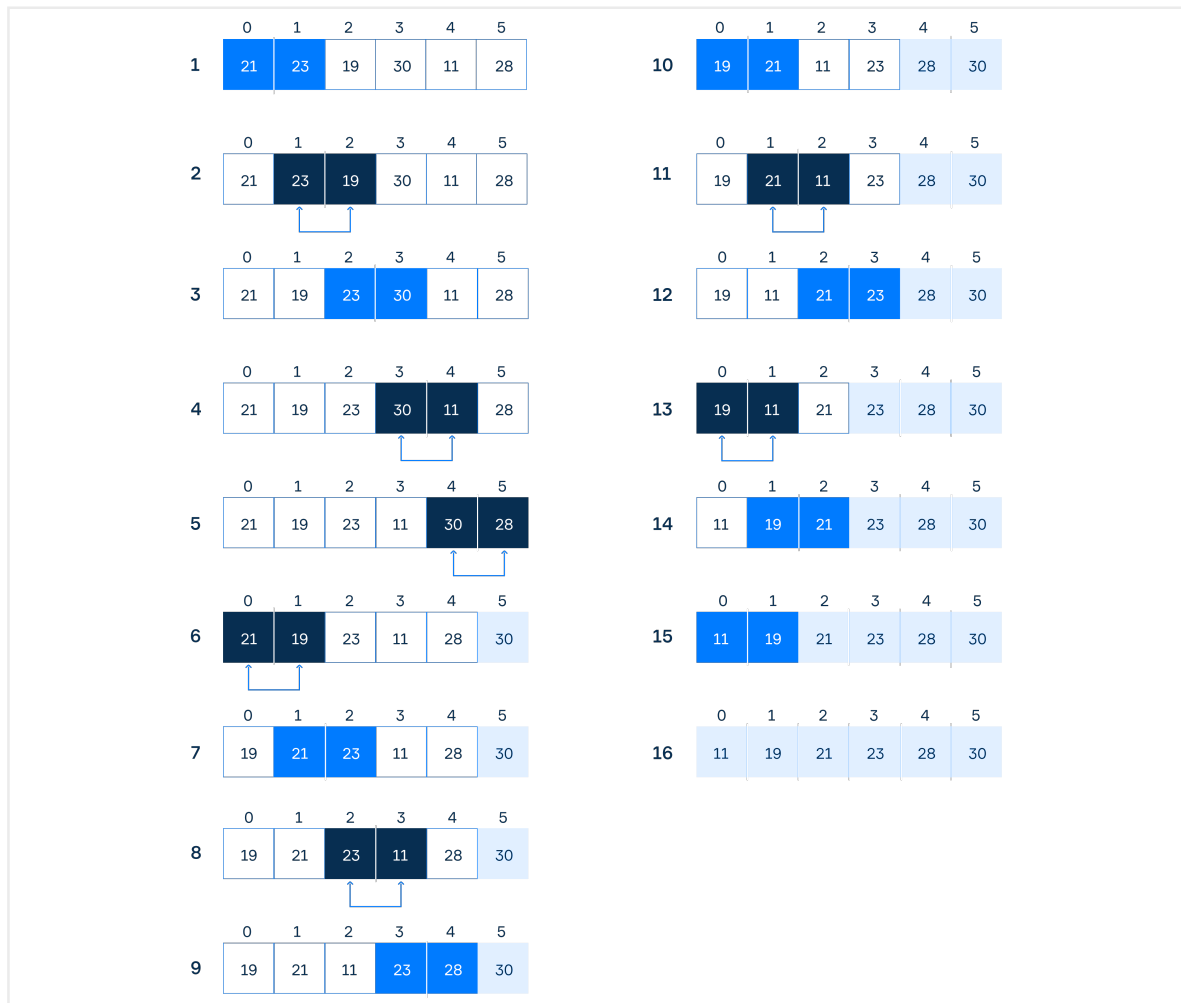 0 1 2 3 4 5
1 21 23 19 30 11 28
0 1 2 3 4 5
2 21 23 19 30 11 28
0 1 2 3 4 5
3 21 19 23 30 11 28
0 1 2 3 4 5
4 21 19 23 30 11 28
0 1 2 3 4 5
5 21 19 23 11 30 28
0 1 2 3 4 5
6 21 19 23 11 28 30
0 1 2 3 4 5
7 19 21 23 11 28 30
0 1 2 3 4 5
8 19 21 23 11 28 30
0 1 2 3 4 5
9 19 21 11 23 28 30
0 1 2 3 4 5
10 19 21 11 23 28 30
0 1 2 3 4 5
11 19 21 11 23 28 30
0 1 2 3 4 5
12 19 11 21 23 28 30
0 1 2 3 4 5
13 19 11 21 23 28 30
0 1 2 3 4 5
14 11 19 21 23 28 30
0 1 2 3 4 5
15 11 19 21 23 28 30
0 1 2 3 4 5
16 11 19 21 23 28 30